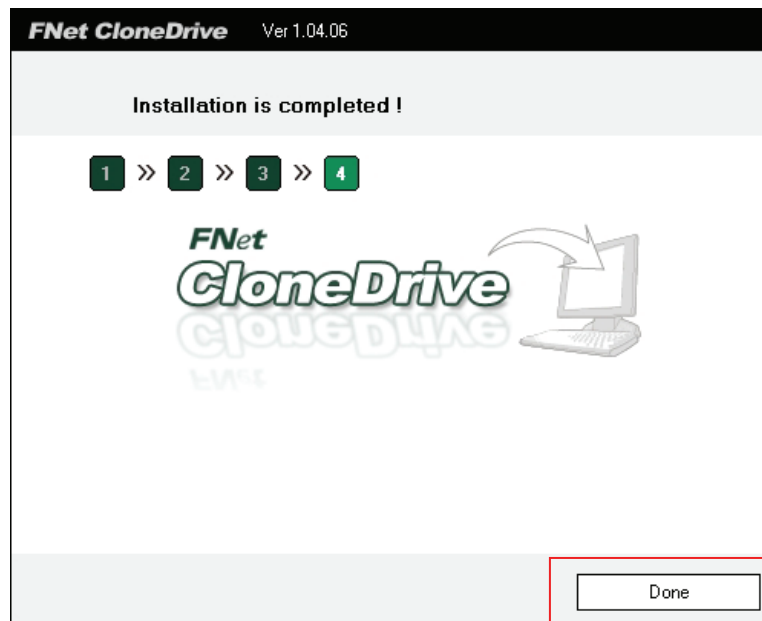 FNet CloneDrive Ver 1.04.06
Installation is completed !
1 » 2 » 3 » 4
FNet
CloneDrive
Done